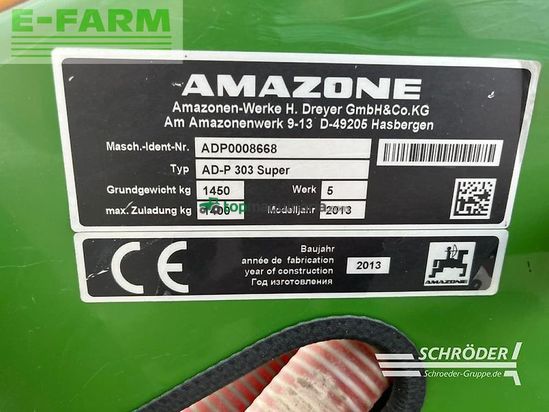 E-FARM
AMAZONE
Amazonen-Werke H. Dreyer GmbH&Co.KG
Am Amazonenwerk 9-13 D-49205 Hasbergen
Masch.-Ident-Nr. ADP0008668
Typ AD-P 303 Super
Grundgewicht kg 1450 Werk 5
max. Zuladung kg 1400 Modelljahr 2013
CE
Baujahr
année de fabrication
year of construction
Год изготовления
2013
AMAZONE
SCHRÖDER
Schroeder-Gruppe.de